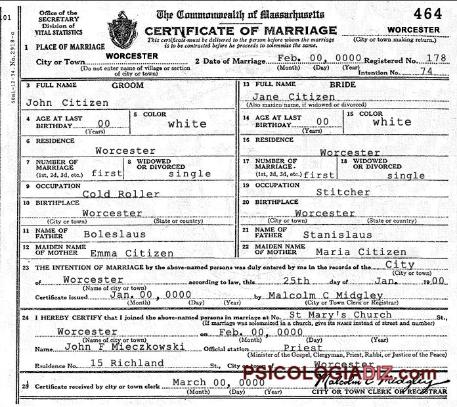 .01
Office of the
SECRETARY
Division of
VITAL STATISTICS
The Commonwealth of Massachusetts
CERTIFICATE OF MARRIAGE
(This certificate must be delivered to the person before whom the marriage
is to be contracted before he proceeds to solemnize the same.)
464
WORCESTER
(City or town making return.)
1 PLACE OF MARRIAGE
City or Town WORCESTER
(Do not enter name of village or section
of city or town)
2 Date of Marriage Feb. 00, 0000 Registered No. 178
(Month) (Day) (Year)
Intention No. 74
3 FULL NAME GROOM
John Citizen
4 AGE AT LAST BIRTHDAY 00 (Years)
5 COLOR white
6 RESIDENCE
Worcester
7 NUMBER OF MARRIAGE (1st, 2d, 3d, etc.) first
8 WIDOWED OR DIVORCED single
9 OCCUPATION
Cold Roller
10 BIRTHPLACE
Worcester
(City or town) (State or country)
11 NAME OF FATHER Boleslaus
12 MAIDEN NAME OF MOTHER Emma Citizen
13 FULL NAME BRIDE
Jane Citizen
(Maiden name, also, if widowed or divorced)
14 AGE AT LAST BIRTHDAY 00 (Years)
15 COLOR white
16 RESIDENCE
Worcester
17 NUMBER OF MARRIAGE (1st, 2d, 3d, etc.) first
18 WIDOWED OR DIVORCED single
19 OCCUPATION
Stitcher
20 BIRTHPLACE
Worcester
(City or town) (State or country)
21 NAME OF FATHER Stanislaus
22 MAIDEN NAME OF MOTHER Maria Citizen
23 THE INTENTION OF MARRIAGE by the above-named persons was duly entered by me in the records of the City
(City or town)
of Worcester according to law, this 25th day of Jan. 19 00
(Name of city or town)
Certificate issued Jan. 00, 0000 by Malcolm C Midgley
(Month) (Day) (Year) (City or Town Clerk or Registrar)
24 I HEREBY CERTIFY that I joined the above-named persons in marriage at No. St Mary's Church St.,
(If marriage was solemnized in a church, give its NAME instead of street and number)
Worcester on Feb. 00, 0000
(Name of city or town) (Month) (Day) (Year)
Name John F Mieczkowski Official station Priest
(Minister of the Gospel, Clergyman, Priest, Rabbi, or Justice of the Peace)
Residence No. 15 Richland St., City or town Worcester
25 Certificate received by city or town clerk March 00, 0000
(Month) (Day) (Year)
Malcolm C Midgley
CITY OR TOWN CLERK OR REGISTRAR
PSICOLOGIADIZ.com